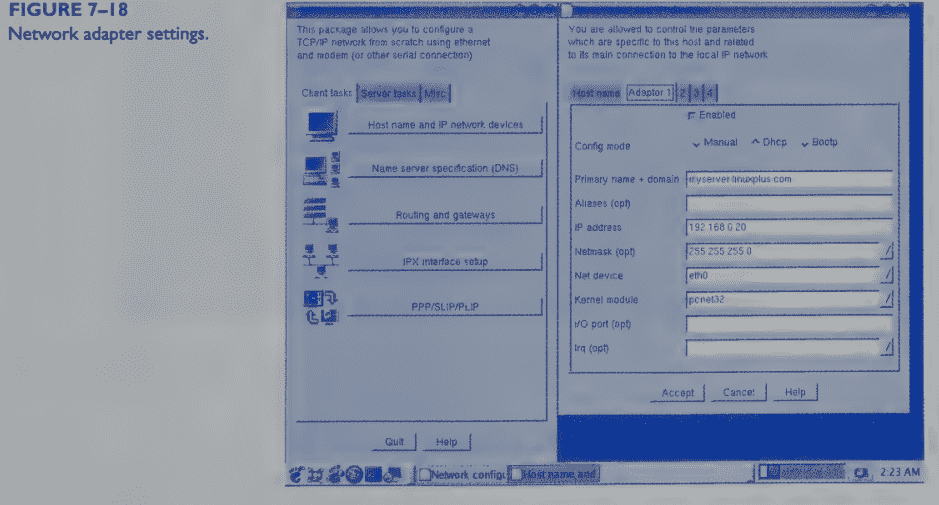 FIGURE 7–18
Network adapter settings.
This package allows you to configure a
TCP/IP network from scratch using ethernet
and modem (or other serial connection)
Client tasks Server tasks Misc
Host name and IP network devices
Name server specification (DNS)
Routing and gateways
IPX interface setup
PPP/SLIP/PLIP
Quit Help
You are allowed to control the parameters
which are specific to this host and related
to its main connection to the local IP network
Host name Adaptor 1 2 3 4
Enabled
Config mode Manual Dhcp Bootp
Primary name + domain myserver.linuxplus.com
Aliases (opt)
IP address 192.168.0.20
Netmask (opt) 255.255.255.0
Net device eth0
Kernel module pcnet32
I/O port (opt)
Irq (opt)
Accept Cancel Help
Network configu Host name and 2:23 AM